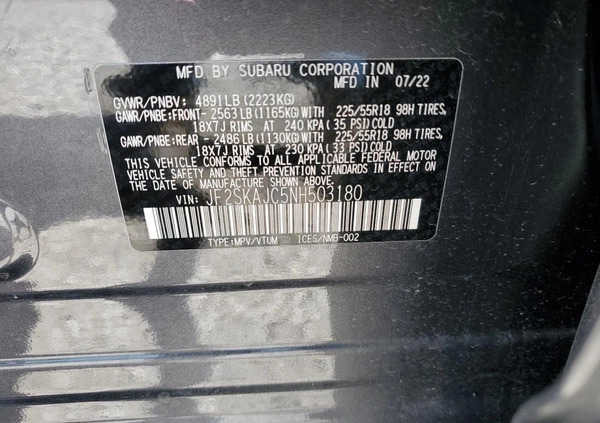 MFD BY SUBARU CORPORATION
MFD IN 07/22
GVWR/PNBV: 4891LB(2223KG)
GAWR/PNBE:FRONT- 2563LB(1165KG)WITH 225/55R18 98H TIRES,
18X7J RIMS AT 240 KPA(35 PSI)COLD
GAWR/PNBE:REAR - 2486LB(1130KG)WITH 225/55R18 98H TIRES,
18X7J RIMS AT 230 KPA(33 PSI)COLD
THIS VEHICLE CONFORMS TO ALL APPLICABLE FEDERAL MOTOR
VEHICLE SAFETY AND THEFT PREVENTION STANDARDS IN EFFECT ON
THE DATE OF MANUFACTURE SHOWN ABOVE.
VIN: JF2SKAJC5NH503180
TYPE:MPV/VTUM ICES/NMB-002